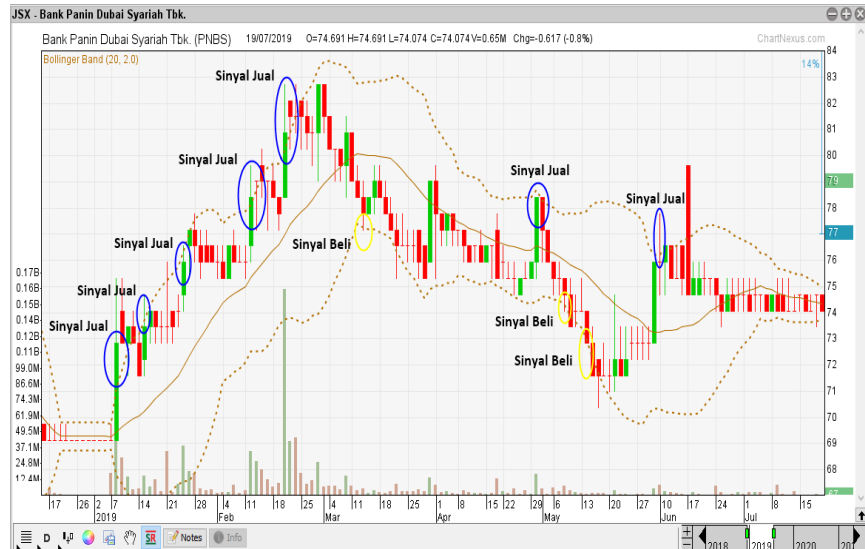 JSX - Bank Panin Dubai Syariah Tbk.
Bank Panin Dubai Syariah Tbk. (PNBS) 19/07/2019 O=74.691 H=74.691 L=74.074 C=74.074 V=0.65M Chg=-0.617 (-0.8%) ChartNexus.com
Bollinger Band (20, 2.0)
14%
Sinyal Jual
Sinyal Jual
Sinyal Jual
Sinyal Jual
Sinyal Jual
Sinyal Jual
Sinyal Jual
Sinyal Beli
Sinyal Beli
Sinyal Beli
84
83
82
81
80
79
78
77
76
75
74
73
72
71
70
69
68
67
0.17B
0.16B
0.15B
0.14B
0.12B
0.11B
99.0M
86.6M
74.3M
61.9M
49.5M
37.1M
24.8M
12.4M
17 26 2 7 14 21 28 7 11 18 25 6 11 18 25 8 15 22 29 6 13 20 27 10 17 24 1 8 15
2019 Feb Mar Apr May Jun Jul
D SR Notes Info
2018 2019 2020